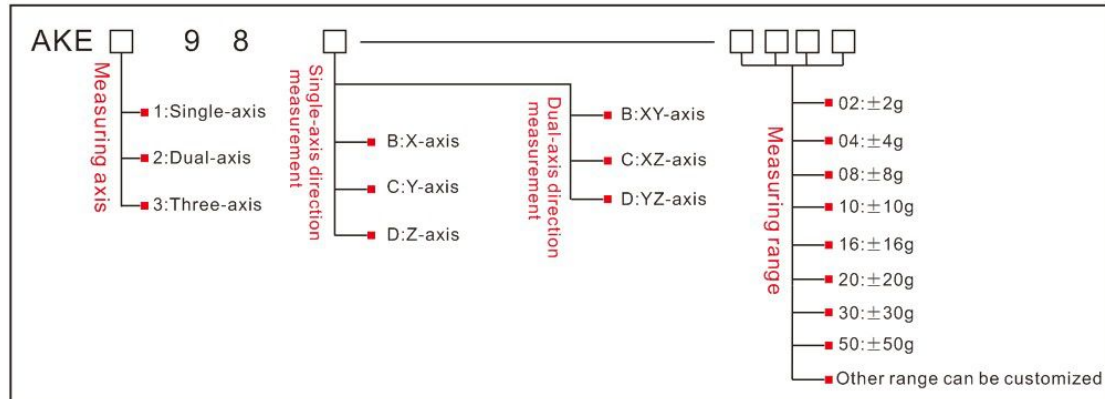 AKE□ 9 8 □ — □□□□
Measuring axis
1:Single-axis
2:Dual-axis
3:Three-axis
Single-axis direction
measurement
B:X-axis
C:Y-axis
D:Z-axis
Dual-axis direction
measurement
B:XY-axis
C:XZ-axis
D:YZ-axis
Measuring range
02:±2g
04:±4g
08:±8g
10:±10g
16:±16g
20:±20g
30:±30g
50:±50g
Other range can be customized